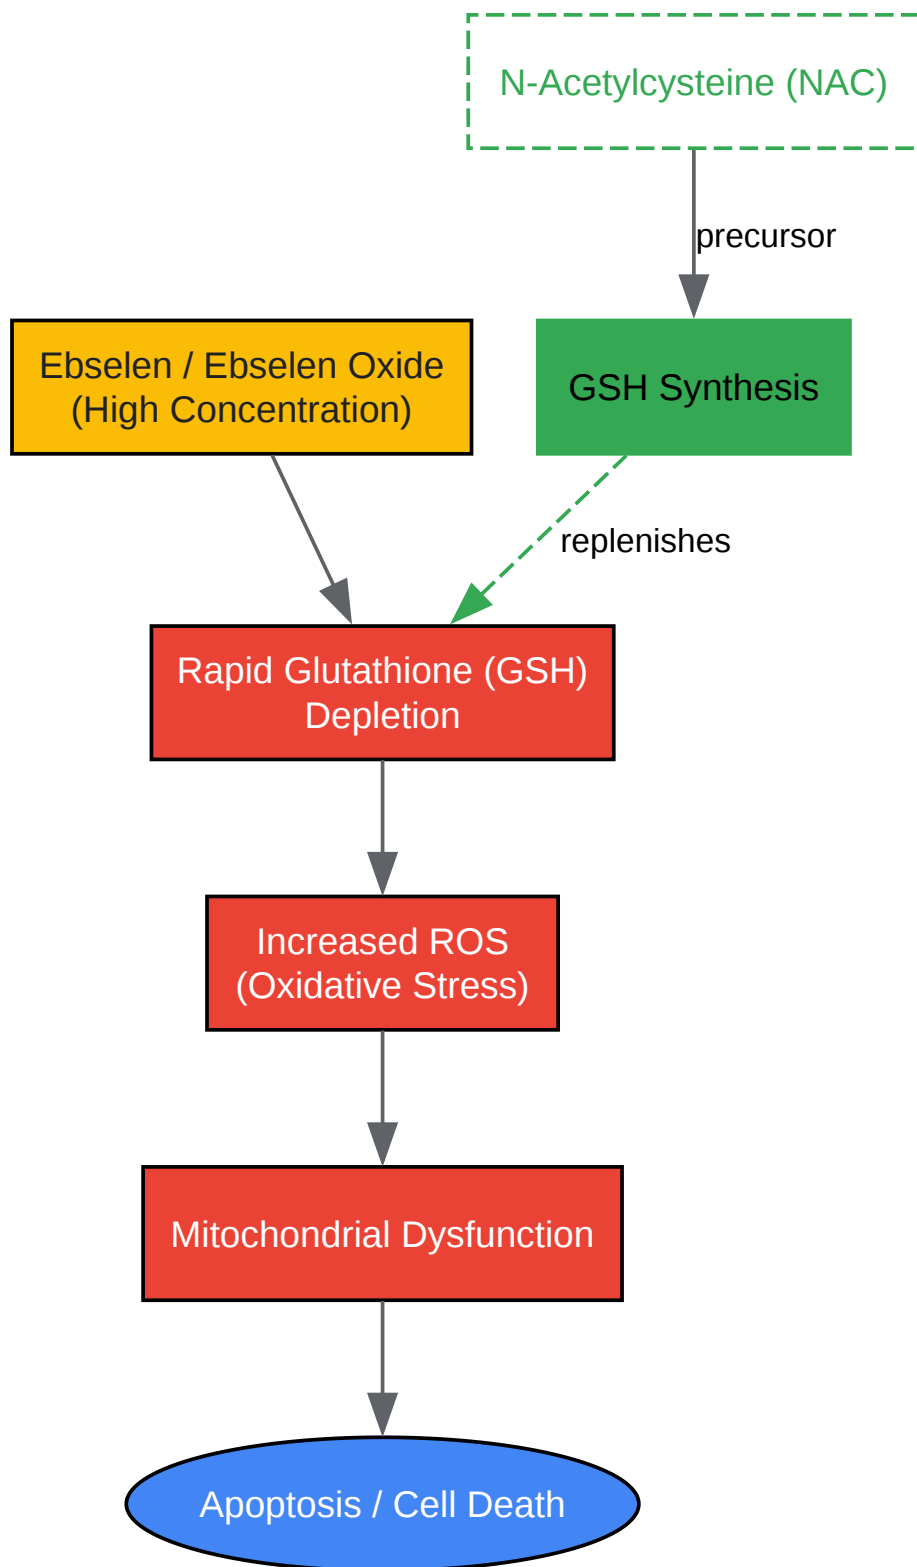 N-Acetylcysteine (NAC)
precursor
Ebselen / Ebselen Oxide
(High Concentration)
GSH Synthesis
replenishes
Rapid Glutathione (GSH)
Depletion
Increased ROS
(Oxidative Stress)
Mitochondrial Dysfunction
Apoptosis / Cell Death